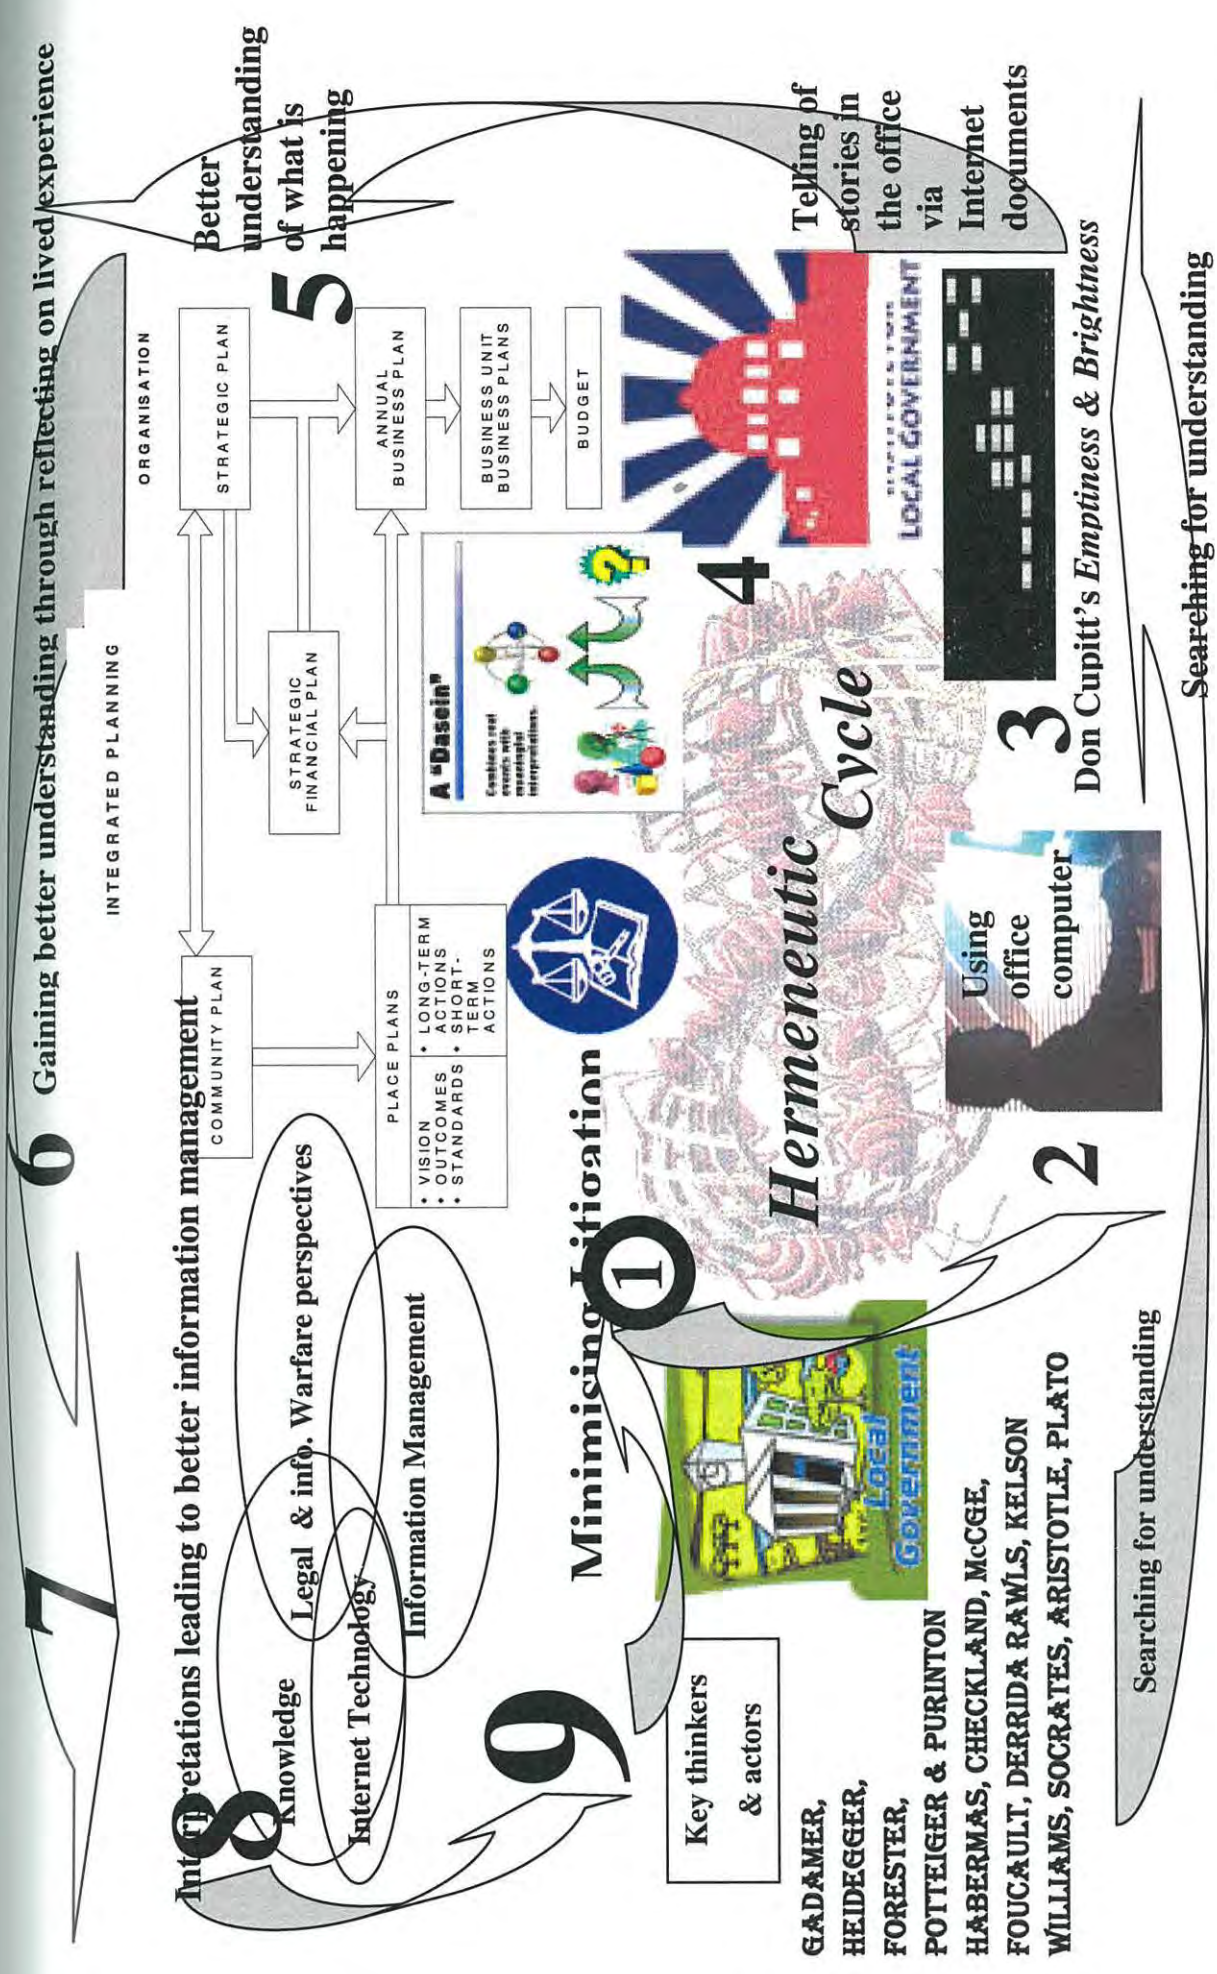 6 Gaining better understanding through reflecting on lived experience
7
INTEGRATED PLANNING
ORGANISATION
Interpretations leading to better information management
8
Knowledge
Legal & info. Warfare perspectives
Internet Technology
Information Management
COMMUNITY PLAN
STRATEGIC PLAN
STRATEGIC
FINANCIAL PLAN
PLACE PLANS
• VISION
• OUTCOMES
• STANDARDS
• LONG-TERM
ACTIONS
• SHORT-
TERM
ACTIONS
ANNUAL
BUSINESS PLAN
BUSINESS UNIT
BUSINESS PLANS
BUDGET
5
Better
understanding
of what is
happening
9
Minimising Litigation
1
A "Dasein"
Combines real
events with
meaningful
interpretations.
?
4
LOCAL GOVERNMENT
Telling of
stories in
the office
via
Internet
documents
Hermeneutic Cycle
Local
Government
Key thinkers
& actors
GADAMER,
HEIDEGGER,
FORESTER,
POTTEIGER & PURINTON
HABERMAS, CHECKLAND, McCGE,
FOUCAULT, DERRIDA RAWLS, KELSON
WILLIAMS, SOCRATES, ARISTOTLE, PLATO
2
Using
office
computer
3
Don Cupitt's Emptiness & Brightness
Searching for understanding
Searching for understanding